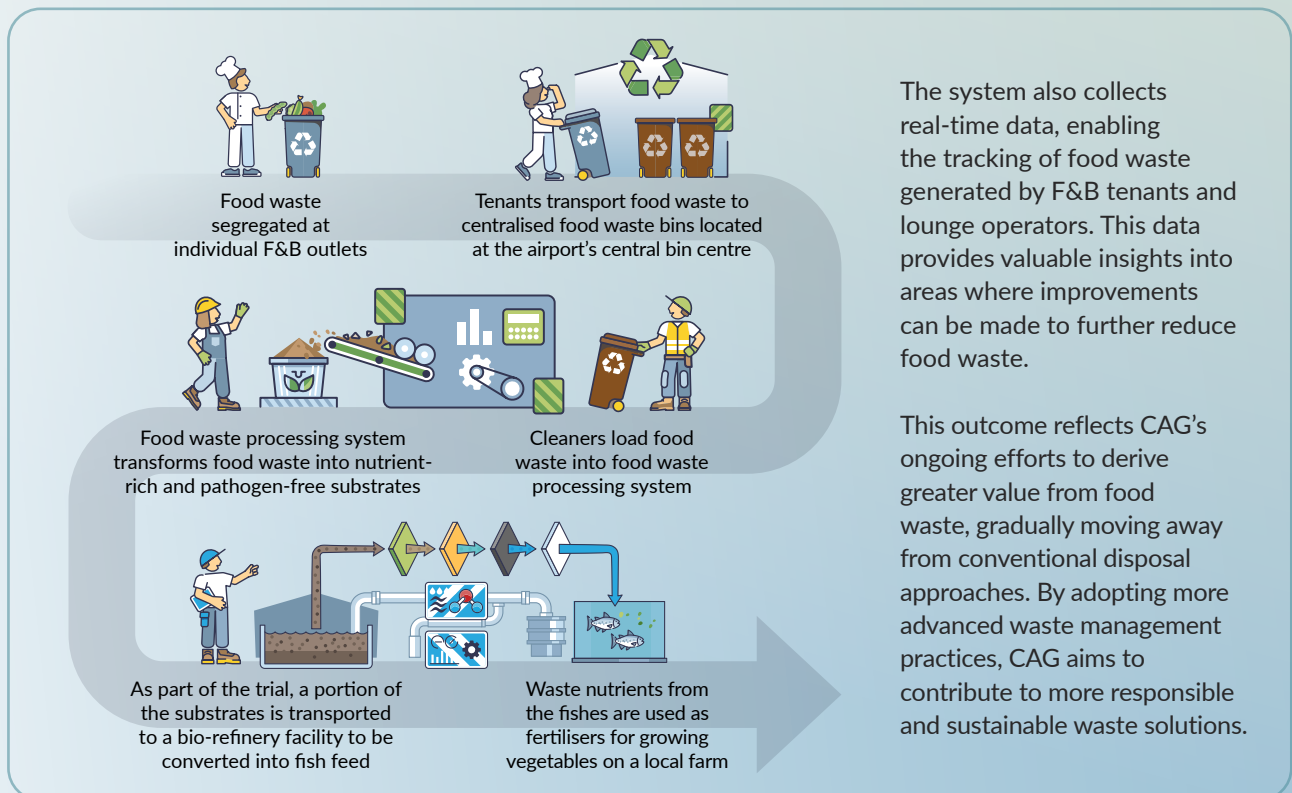 Food waste
segregated at
individual F&B outlets
Tenants transport food waste to
centralised food waste bins located
at the airport's central bin centre
Cleaners load food
waste into food waste
processing system
Food waste processing system
transforms food waste into nutrient-
rich and pathogen-free substrates
As part of the trial, a portion of
the substrates is transported
to a bio-refinery facility to be
converted into fish feed
Waste nutrients from
the fishes are used as
fertilisers for growing
vegetables on a local farm
The system also collects
real-time data, enabling
the tracking of food waste
generated by F&B tenants and
lounge operators. This data
provides valuable insights into
areas where improvements
can be made to further reduce
food waste.
This outcome reflects CAG's
ongoing efforts to derive
greater value from food
waste, gradually moving away
from conventional disposal
approaches. By adopting more
advanced waste management
practices, CAG aims to
contribute to more responsible
and sustainable waste solutions.